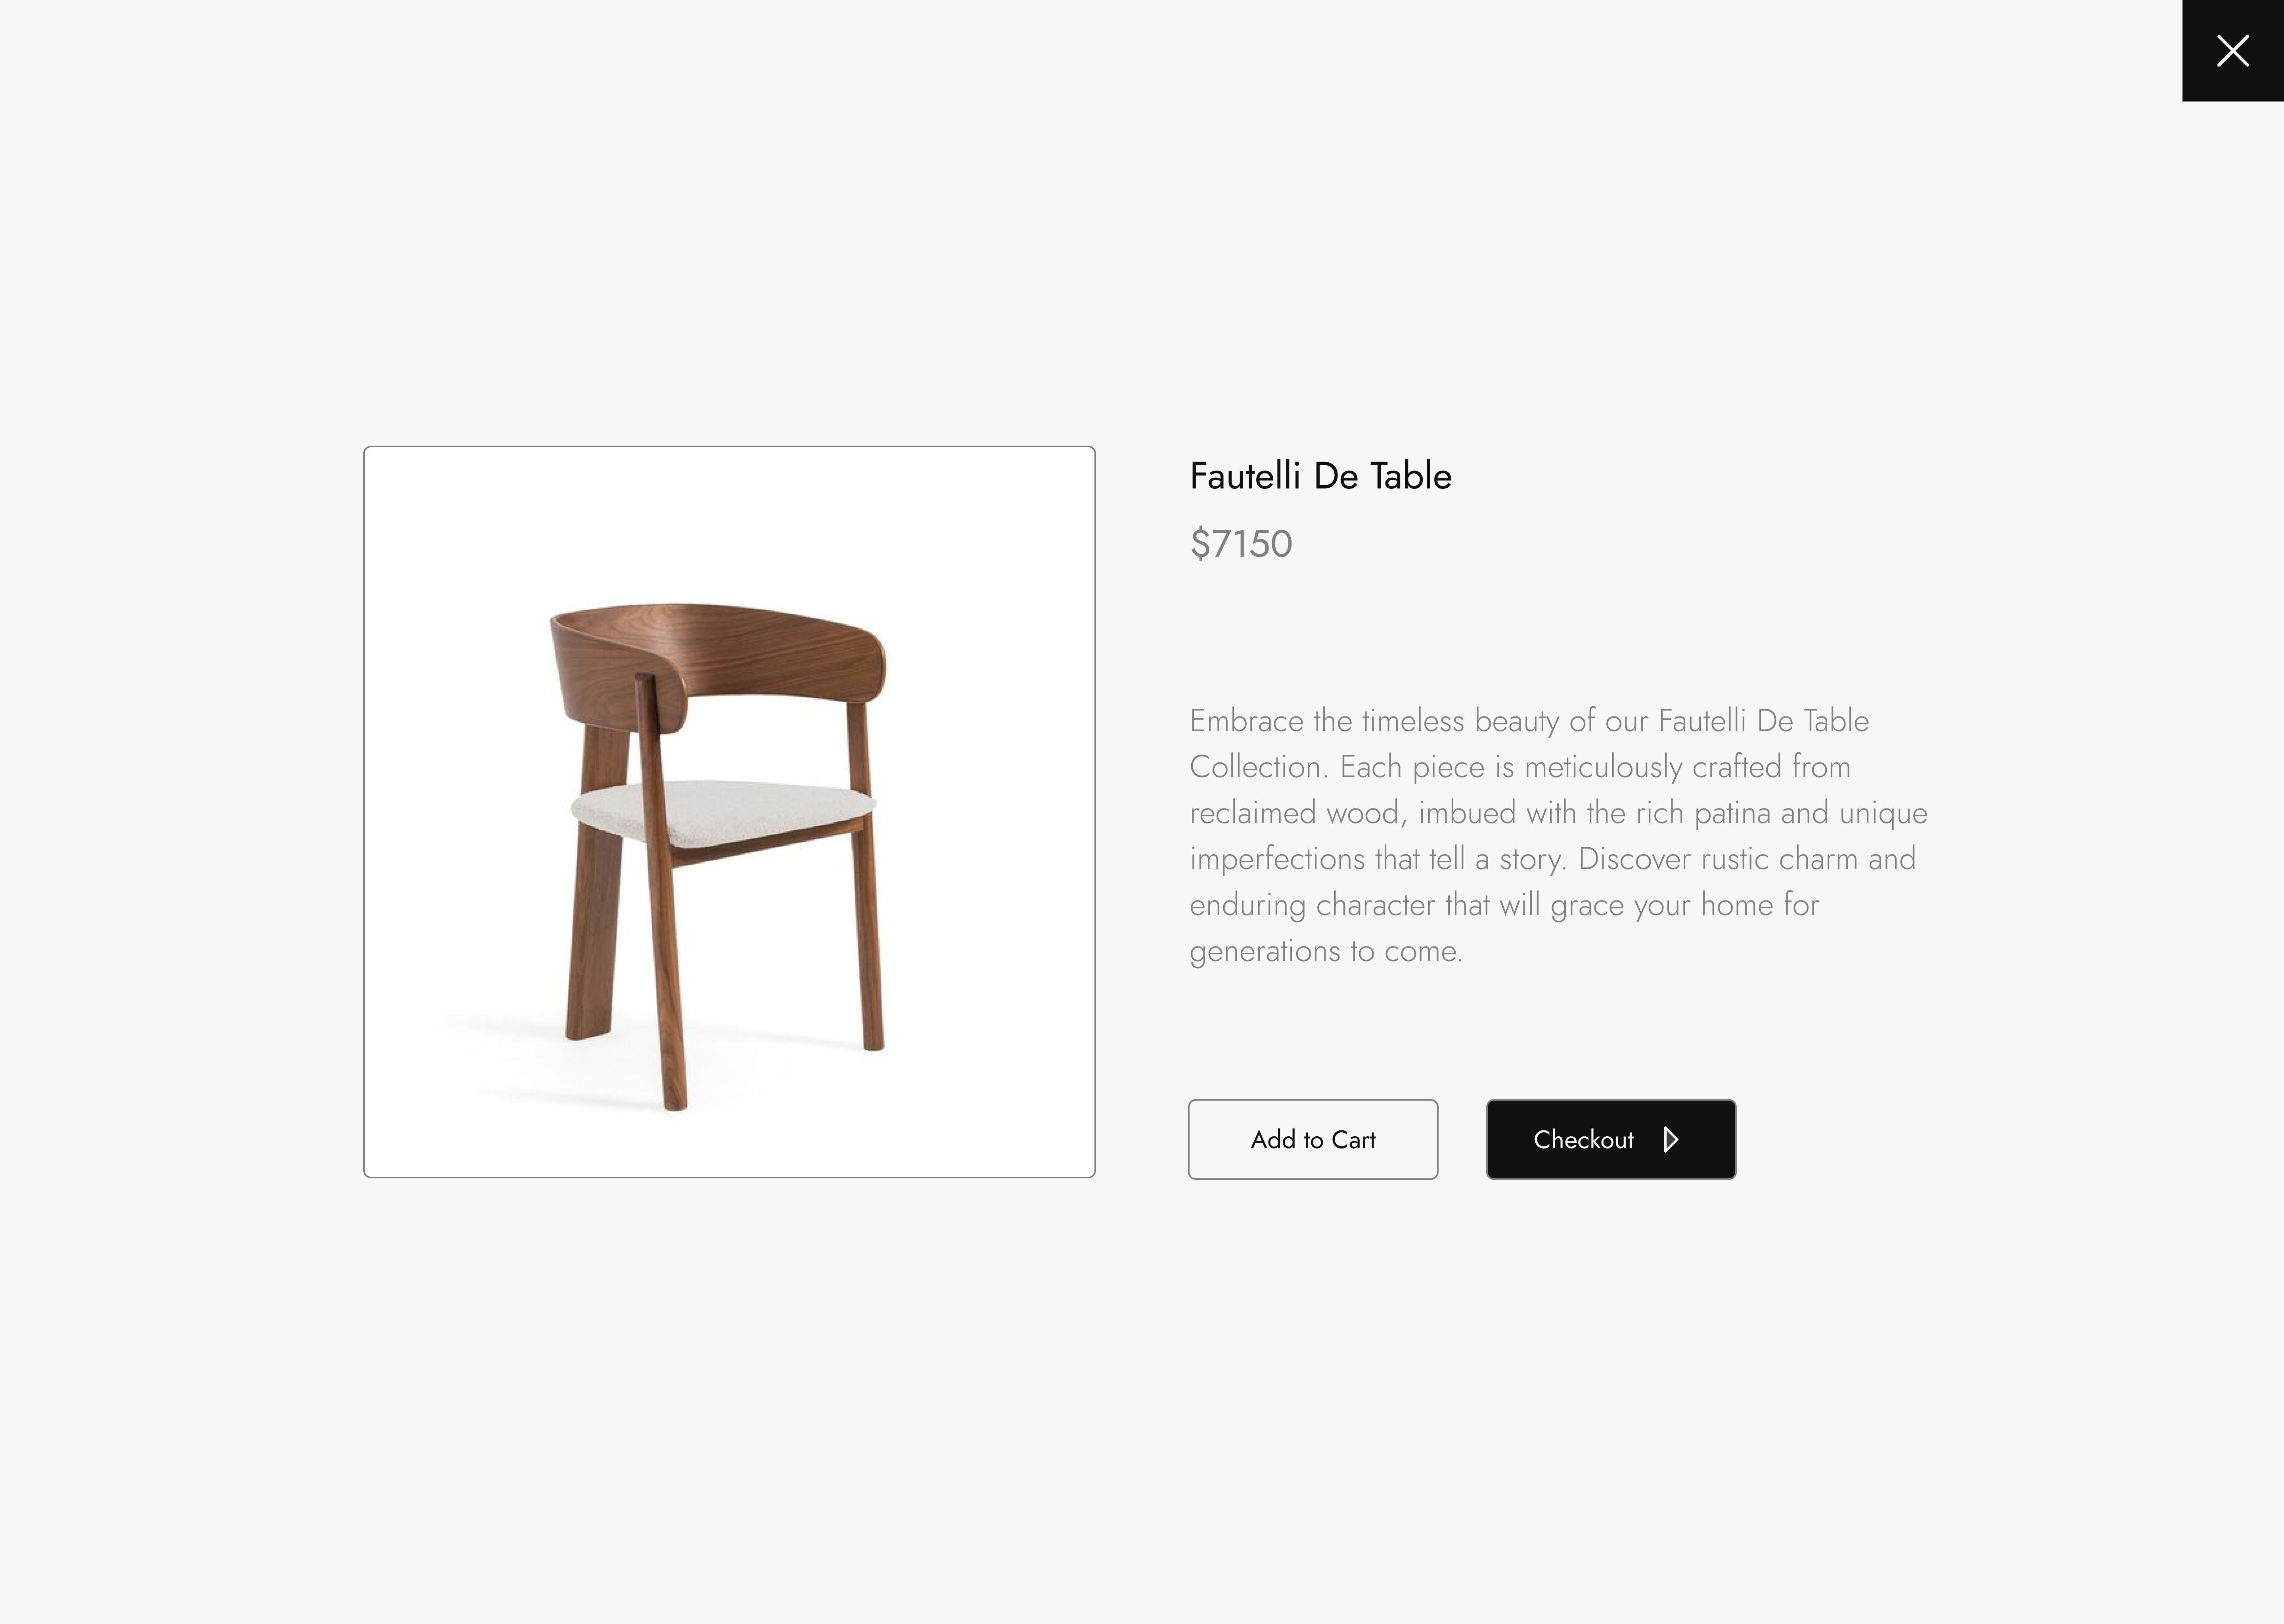 Fautelli De Table
$7150
Embrace the timeless beauty of our Fautelli De Table
Collection. Each piece is meticulously crafted from
reclaimed wood, imbued with the rich patina and unique
imperfections that tell a story. Discover rustic charm and
enduring character that will grace your home for
generations to come.
Add to Cart
Checkout